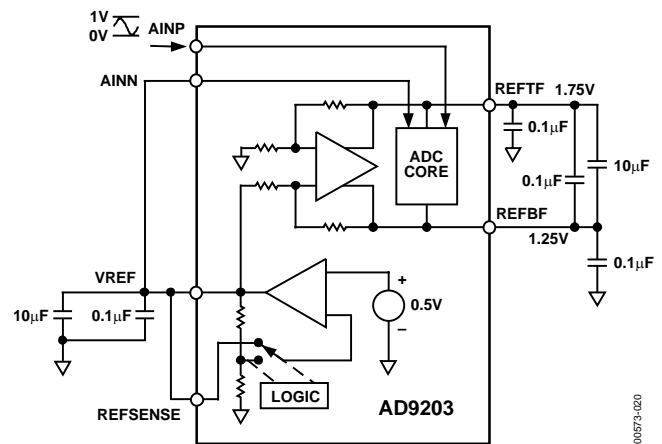 1V
0V
AINP
AINN
REFTF
1.75V
0.1µF
ADC
CORE
0.1µF
10µF
REFBF
1.25V
0.1µF
VREF
+
0.5V
–
10µF
0.1µF
LOGIC
REFSENSE
AD9203
00573-020